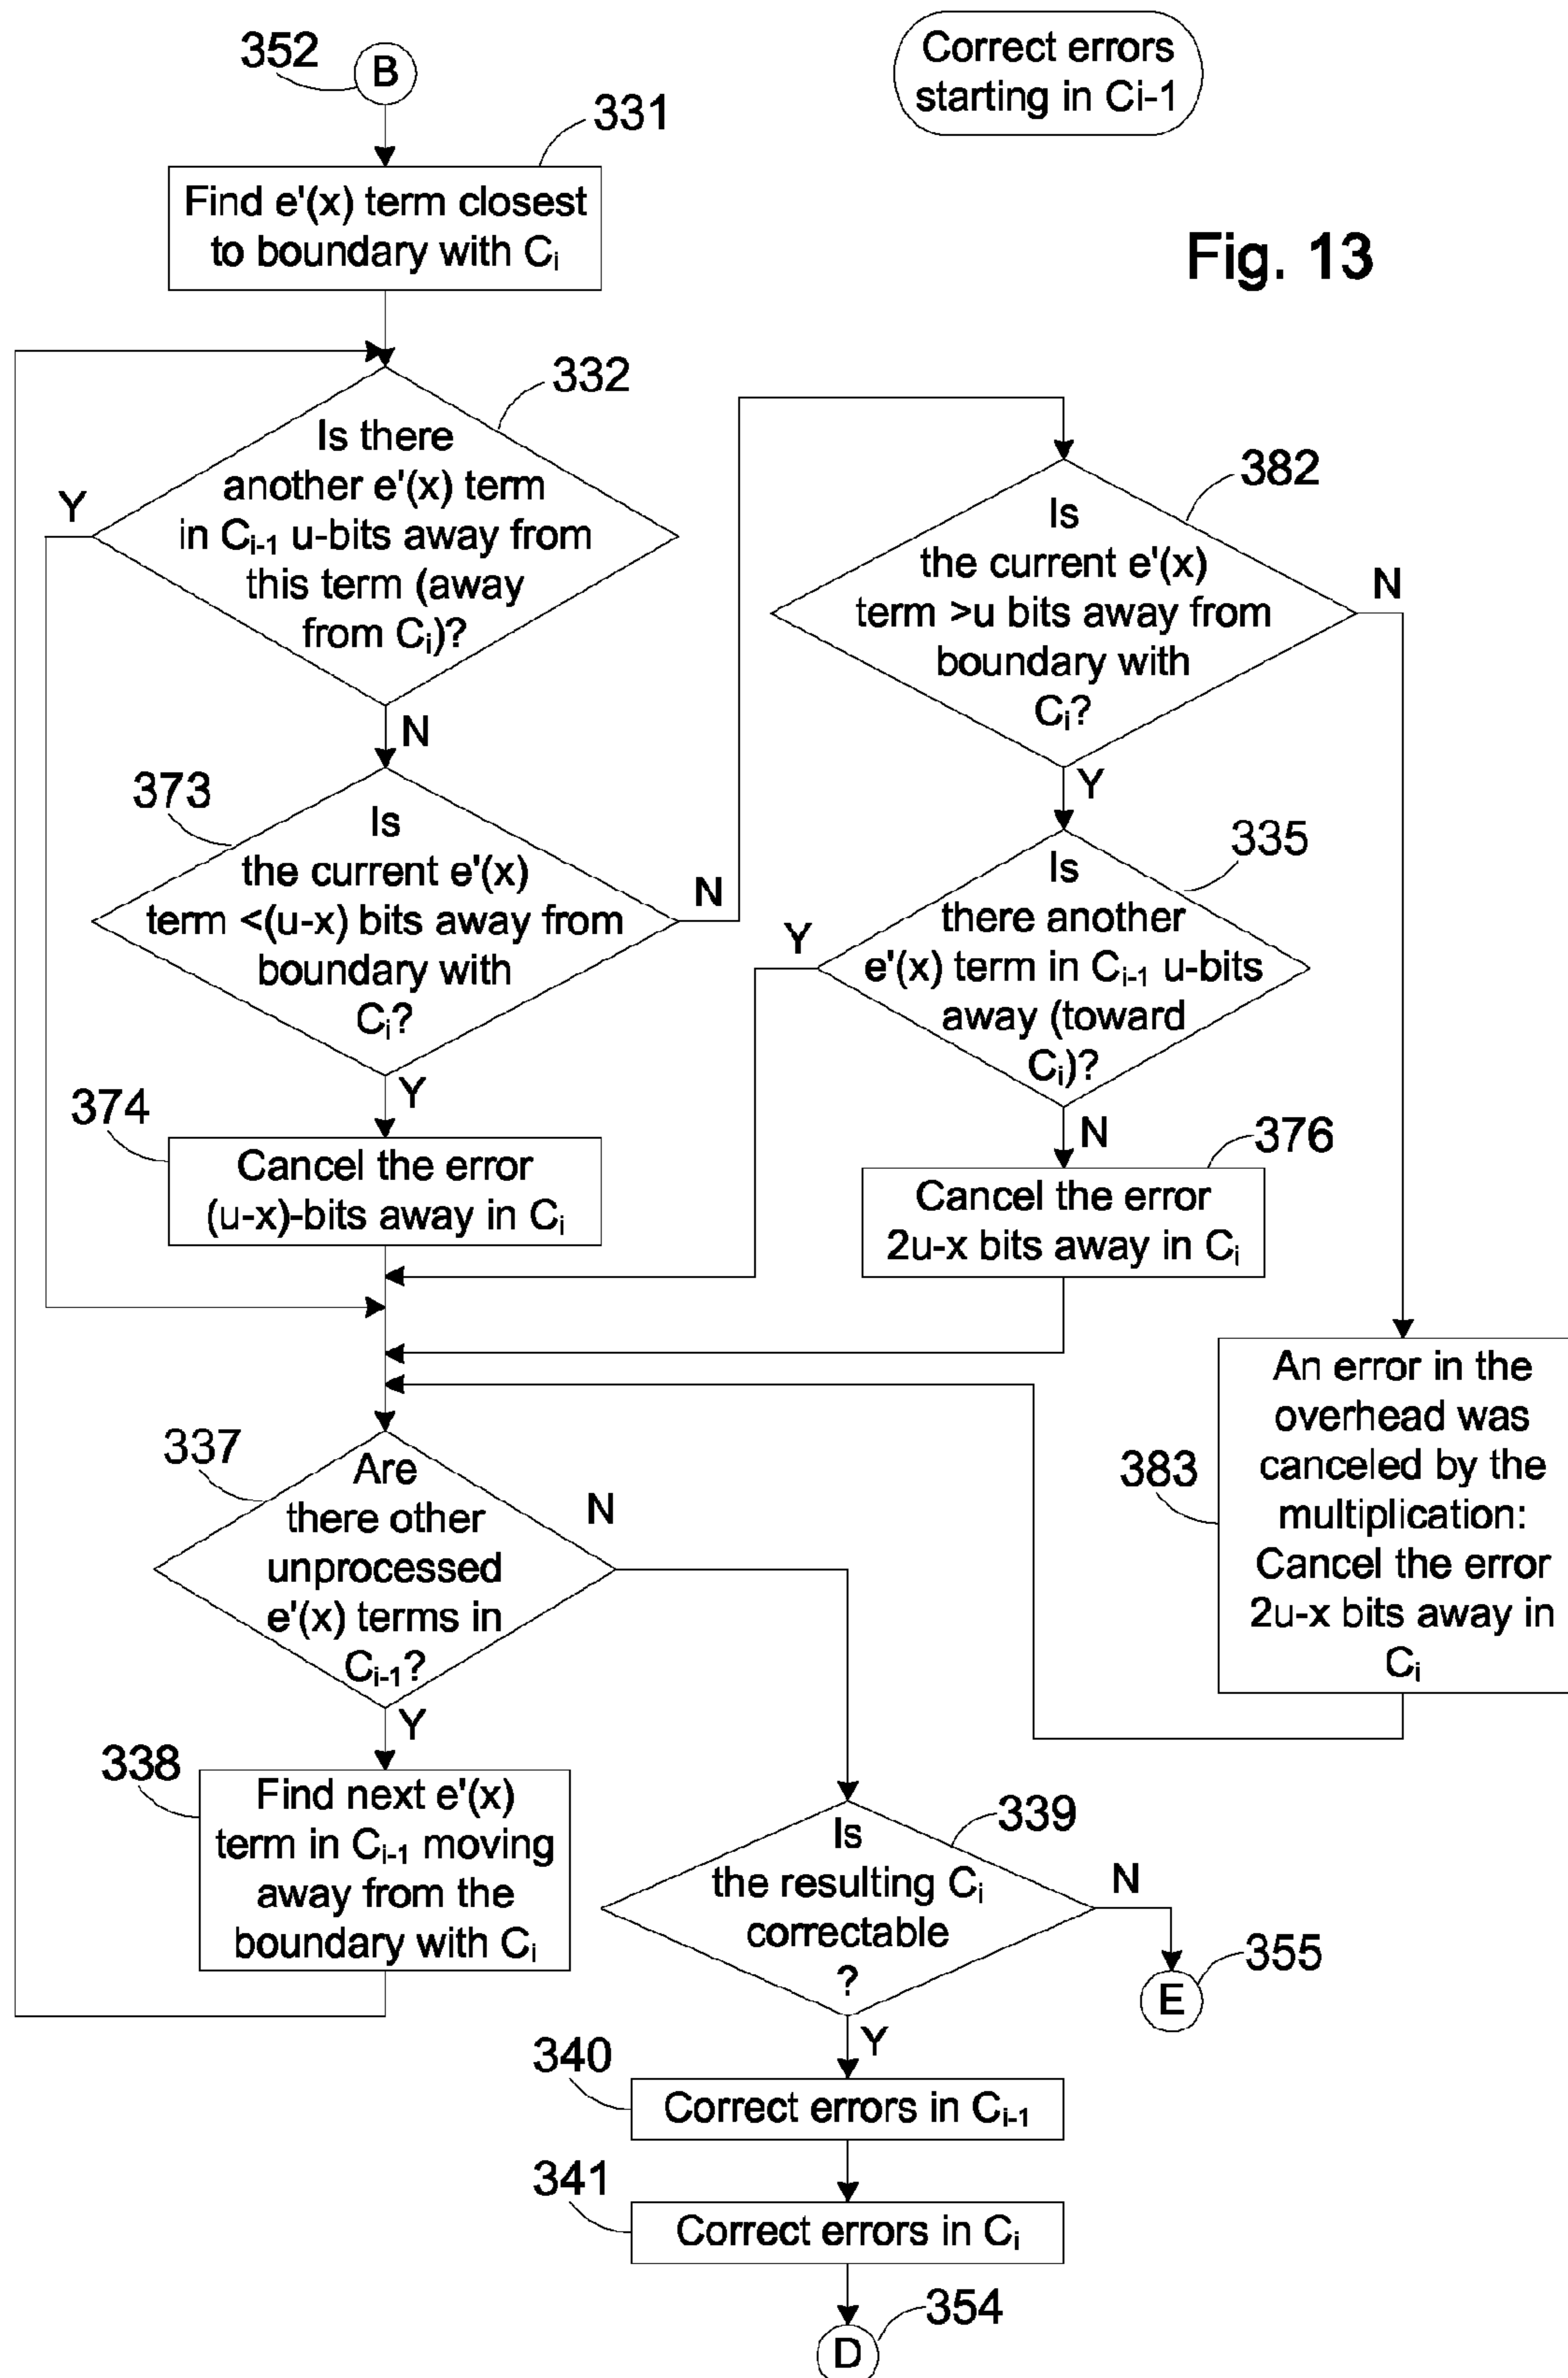 352
B
Correct errors
starting in Ci-1
331
Find e'(x) term closest
to boundary with Cᵢ
Fig. 13
332
Is there
another e'(x) term
in Cᵢ₋₁ u-bits away from
this term (away
from Cᵢ)?
Y
N
382
Is
the current e'(x)
term >u bits away from
boundary with
Cᵢ?
N
Y
373
Is
the current e'(x)
term <(u-x) bits away from
boundary with
Cᵢ?
N
Y
335
Is
there another
e'(x) term in Cᵢ₋₁ u-bits
away (toward
Cᵢ)?
Y
N
374
Cancel the error
(u-x)-bits away in Cᵢ
376
Cancel the error
2u-x bits away in Cᵢ
383
An error in the
overhead was
canceled by the
multiplication:
Cancel the error
2u-x bits away in
Cᵢ
337
Are
there other
unprocessed
e'(x) terms in
Cᵢ₋₁?
N
Y
338
Find next e'(x)
term in Cᵢ₋₁ moving
away from the
boundary with Cᵢ
339
Is
the resulting Cᵢ
correctable
?
N
Y
355
E
340
Correct errors in Cᵢ₋₁
341
Correct errors in Cᵢ
354
D